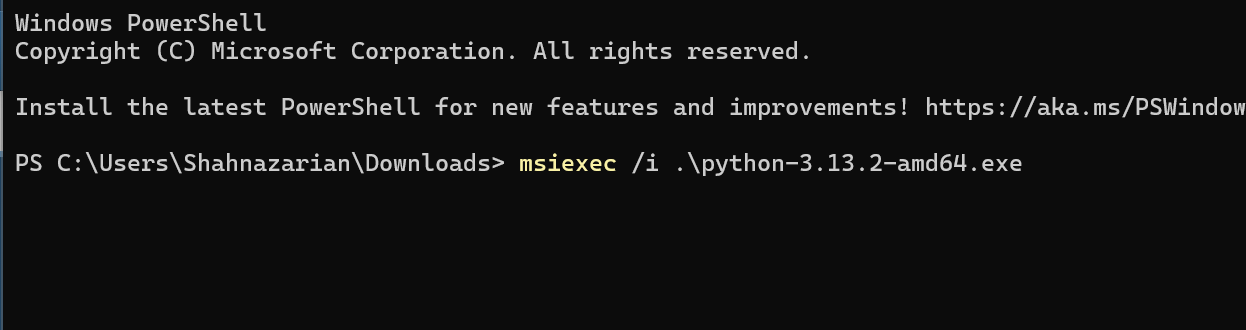 Windows PowerShell
Copyright (C) Microsoft Corporation. All rights reserved.
Install the latest PowerShell for new features and improvements! https://aka.ms/PSWindow
PS C:\Users\Shahnazarian\Downloads> msiexec /i .\python-3.13.2-amd64.exe